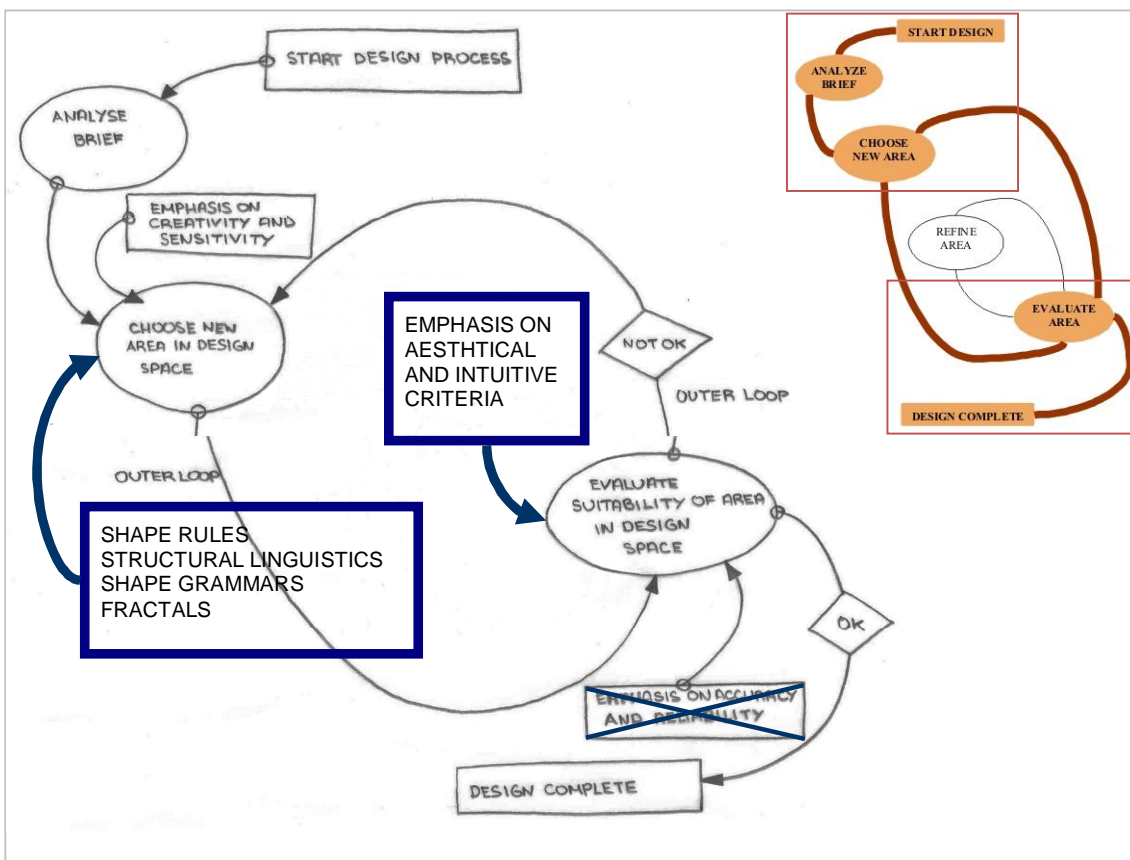 START DESIGN PROCESS
ANALYSE
BRIEF
EMPHASIS ON
CREATIVITY AND
SENSITIVITY
CHOOSE NEW
AREA IN DESIGN
SPACE
OUTER LOOP
SHAPE RULES
STRUCTURAL LINGUISTICS
SHAPE GRAMMARS
FRACTALS
EMPHASIS ON
AESTHTICAL
AND INTUITIVE
CRITERIA
NOT OK
OUTER LOOP
EVALUATE
SUITABILITY OF AREA
IN DESIGN
SPACE
OK
EMPHASIS ON ACCURACY
AND RELIABILITY
DESIGN COMPLETE
START DESIGN
ANALYZE
BRIEF
CHOOSE
NEW AREA
REFINE
AREA
EVALUATE
AREA
DESIGN COMPLETE